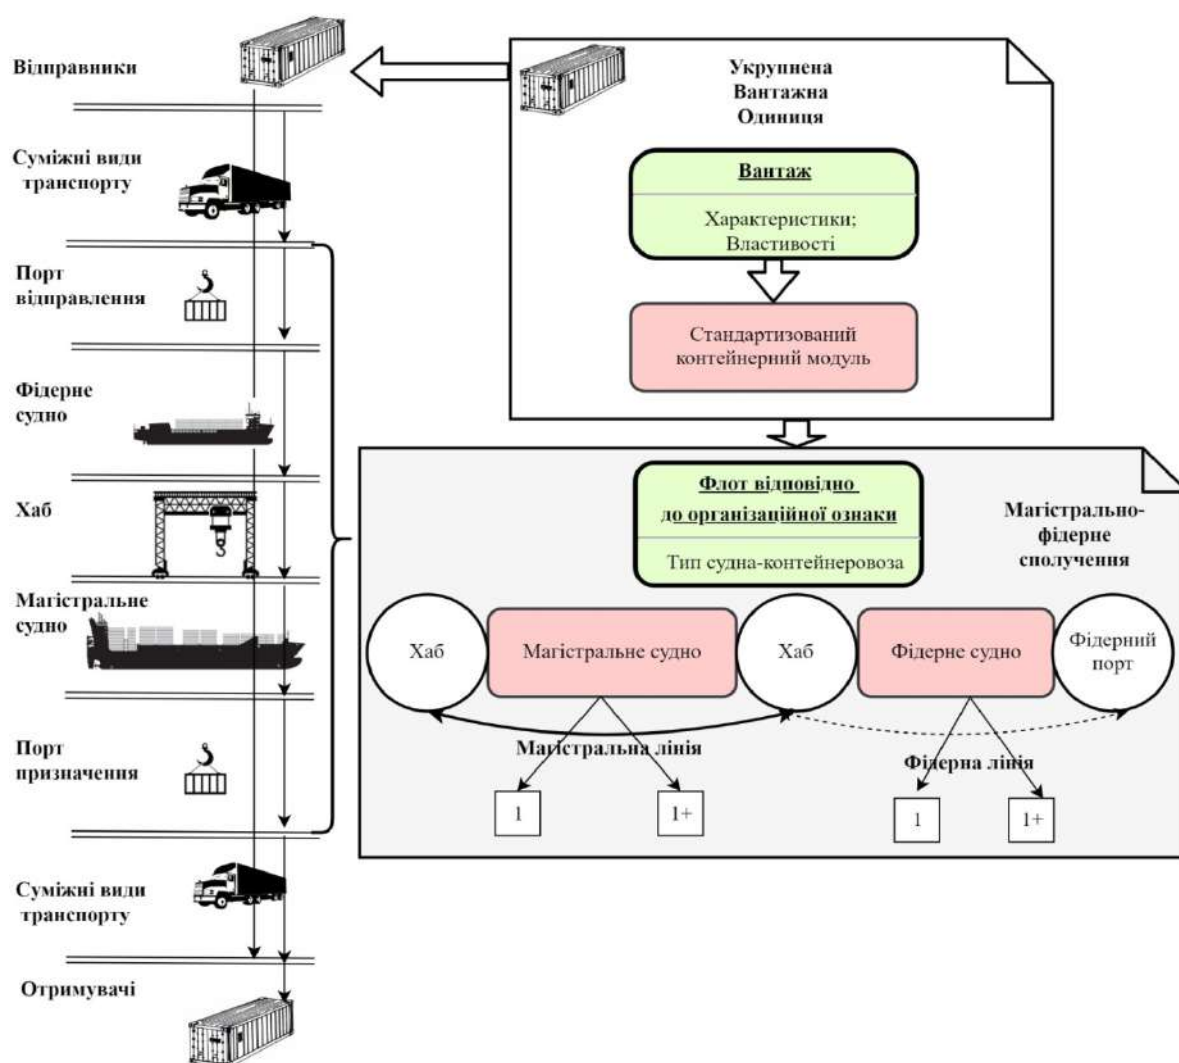 Відправники
Суміжні види
транспорту
Порт
відправлення
Фідерне
судно
Хаб
Магістральне
судно
Порт
призначення
Суміжні види
транспорту
Отримувачі
Укрупнена
Вантажна
Одиниця
Вантаж
Характеристики;
Властивості
Стандартизований
контейнерний модуль
Флот відповідно
до організаційної ознаки
Тип судна-контейнеровоза
Магістрально-
фідерне
сполучення
Хаб
Магістральне судно
Хаб
Фідерне судно
Фідерний
порт
Магістральна лінія
Фідерна лінія
1
1+
1
1+